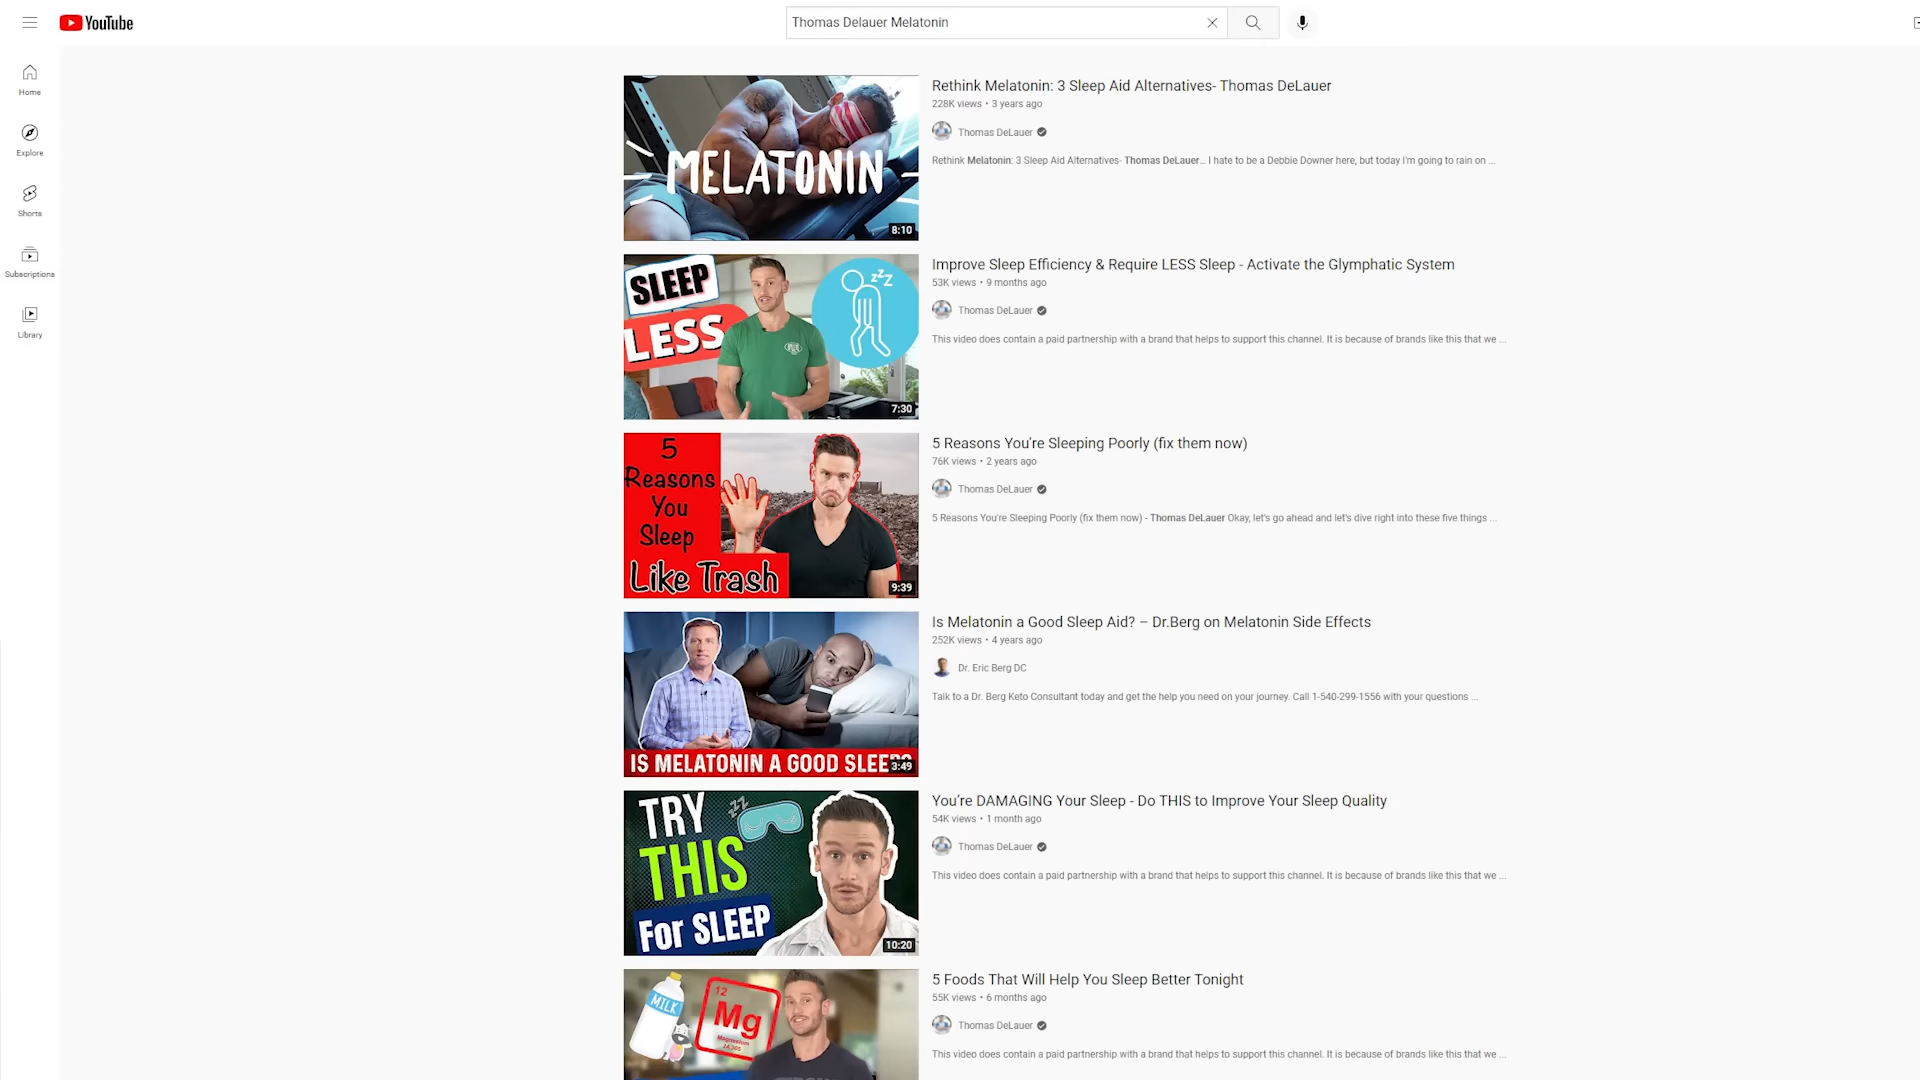 YouTube
Thomas Delauer Melatonin
Home
Explore
Shorts
Subscriptions
Library
MELATONIN
8:10
Rethink Melatonin: 3 Sleep Aid Alternatives- Thomas DeLauer
228K views • 3 years ago
Thomas DeLauer
Rethink Melatonin: 3 Sleep Aid Alternatives- Thomas DeLauer... I hate to be a Debbie Downer here, but today I'm going to rain on ...
SLEEP
LESS
zzZ
7:30
Improve Sleep Efficiency & Require LESS Sleep - Activate the Glymphatic System
53K views • 9 months ago
Thomas DeLauer
This video does contain a paid partnership with a brand that helps to support this channel. It is because of brands like this that we ...
5
Reasons
You
Sleep
Like Trash
9:39
5 Reasons You're Sleeping Poorly (fix them now)
76K views • 2 years ago
Thomas DeLauer
5 Reasons You're Sleeping Poorly (fix them now) - Thomas DeLauer Okay, let's go ahead and let's dive right into these five things ...
IS MELATONIN A GOOD SLEEP
3:49
Is Melatonin a Good Sleep Aid? – Dr.Berg on Melatonin Side Effects
252K views • 4 years ago
Dr. Eric Berg DC
Talk to a Dr. Berg Keto Consultant today and get the help you need on your journey. Call 1-540-299-1556 with your questions ...
TRY
zz
THIS
For SLEEP
10:20
You're DAMAGING Your Sleep - Do THIS to Improve Your Sleep Quality
54K views • 1 month ago
Thomas DeLauer
This video does contain a paid partnership with a brand that helps to support this channel. It is because of brands like this that we ...
MILK
12
Mg
Magnesium
24.305
5 Foods That Will Help You Sleep Better Tonight
55K views • 6 months ago
Thomas DeLauer
This video does contain a paid partnership with a brand that helps to support this channel. It is because of brands like this that we ...